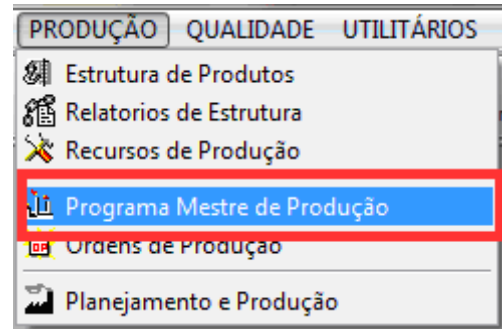 PRODUÇÃO QUALIDADE UTILITÁRIOS
Estrutura de Produtos
Relatorios de Estrutura
Recursos de Produção
Programa Mestre de Produção
Ordens de Produção
Planejamento e Produção